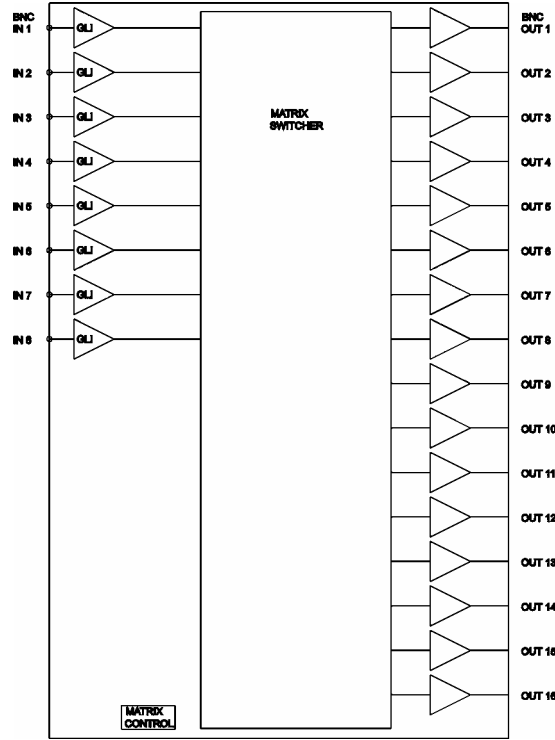 BNC
IN 1
GLI
BNC
OUT 1
IN 2
GLI
OUT 2
IN 3
GLI
MATRIX
SWITCHER
OUT 3
IN 4
GLI
OUT 4
IN 5
GLI
OUT 5
IN 6
GLI
OUT 6
IN 7
GLI
OUT 7
IN 8
GLI
OUT 8
OUT 9
OUT 10
OUT 11
OUT 12
OUT 13
OUT 14
OUT 15
OUT 16
MATRIX
CONTROL